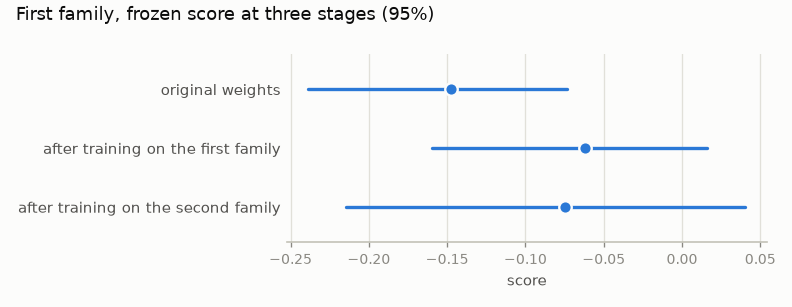 First family, frozen score at three stages (95%)
original weights
after training on the first family
after training on the second family
−0.25 −0.20 −0.15 −0.10 −0.05 0.00 0.05
score